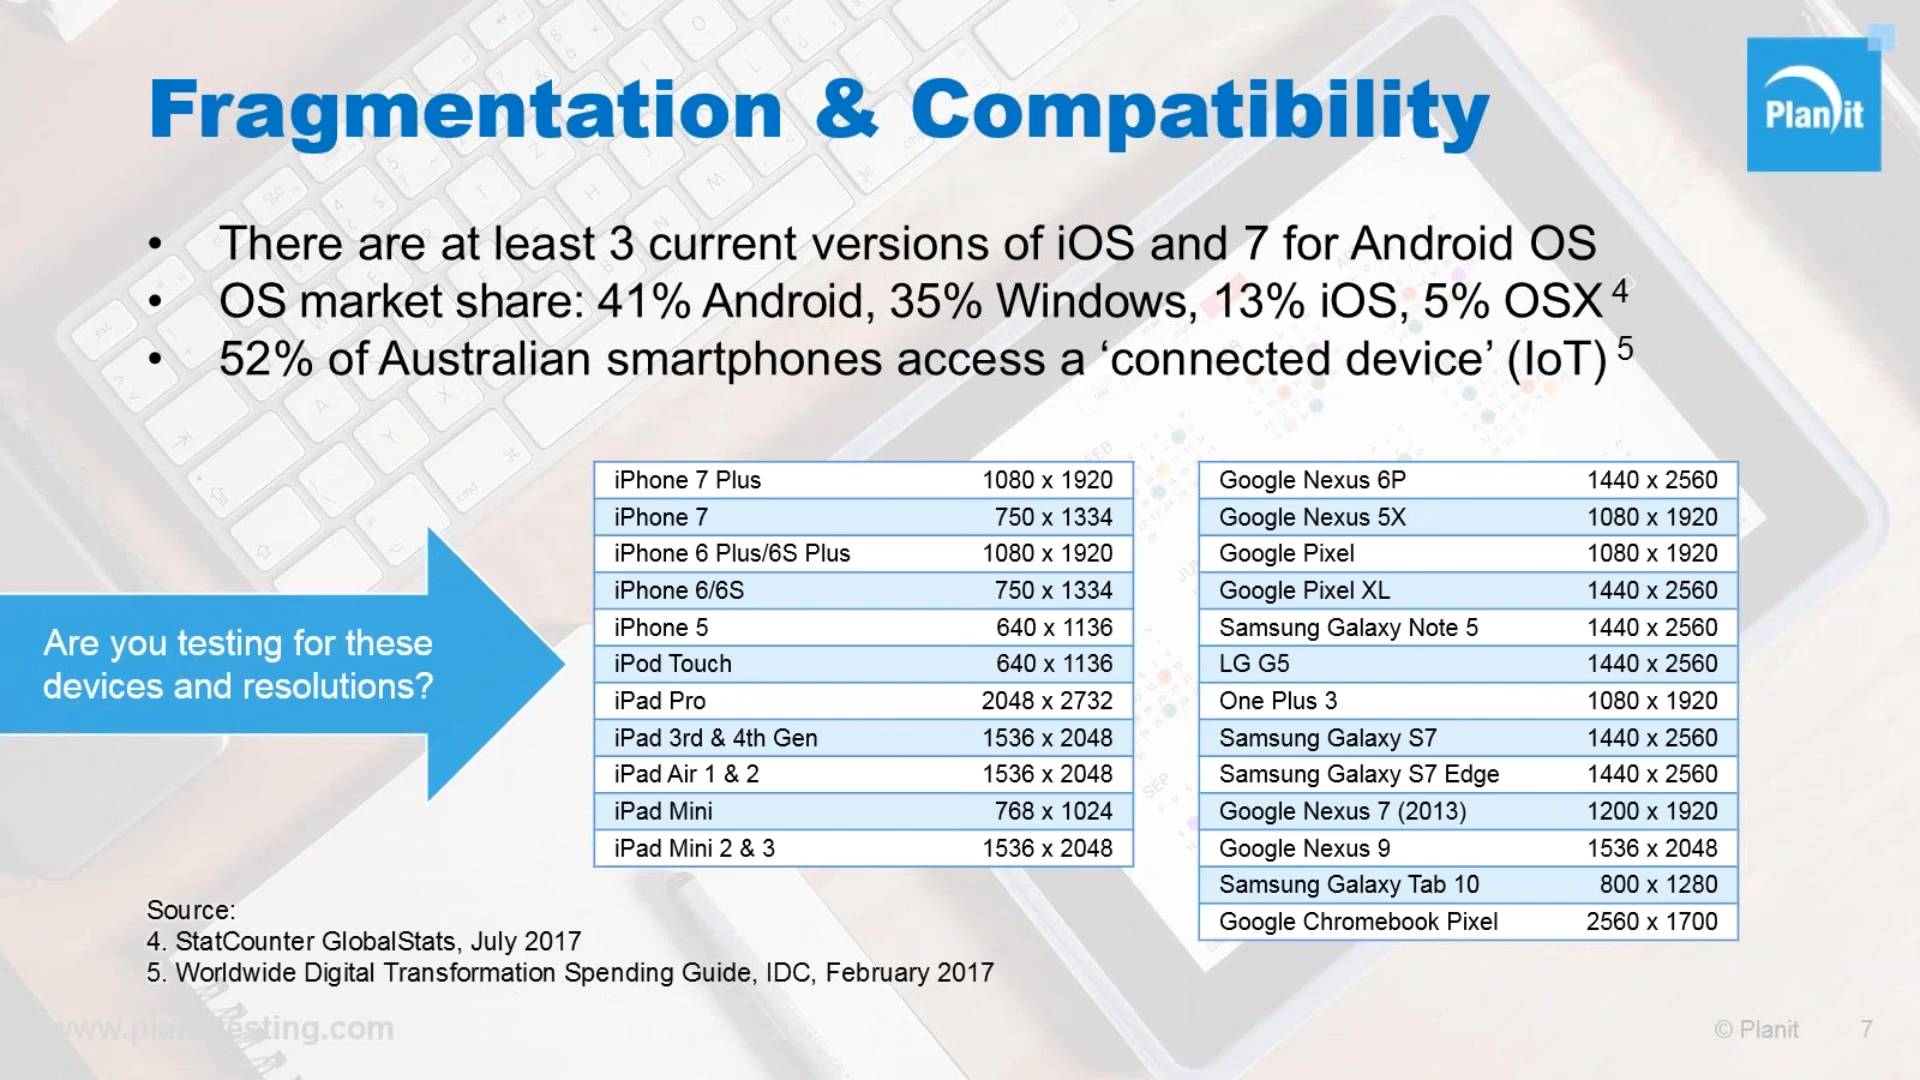 Fragmentation & Compatibility
Plan)it
• There are at least 3 current versions of iOS and 7 for Android OS
• OS market share: 41% Android, 35% Windows, 13% iOS, 5% OSX 4
• 52% of Australian smartphones access a ‘connected device’ (IoT) 5
Are you testing for these
devices and resolutions?
iPhone 7 Plus 1080 x 1920
iPhone 7 750 x 1334
iPhone 6 Plus/6S Plus 1080 x 1920
iPhone 6/6S 750 x 1334
iPhone 5 640 x 1136
iPod Touch 640 x 1136
iPad Pro 2048 x 2732
iPad 3rd & 4th Gen 1536 x 2048
iPad Air 1 & 2 1536 x 2048
iPad Mini 768 x 1024
iPad Mini 2 & 3 1536 x 2048
Google Nexus 6P 1440 x 2560
Google Nexus 5X 1080 x 1920
Google Pixel 1080 x 1920
Google Pixel XL 1440 x 2560
Samsung Galaxy Note 5 1440 x 2560
LG G5 1440 x 2560
One Plus 3 1080 x 1920
Samsung Galaxy S7 1440 x 2560
Samsung Galaxy S7 Edge 1440 x 2560
Google Nexus 7 (2013) 1200 x 1920
Google Nexus 9 1536 x 2048
Samsung Galaxy Tab 10 800 x 1280
Google Chromebook Pixel 2560 x 1700
Source:
4. StatCounter GlobalStats, July 2017
5. Worldwide Digital Transformation Spending Guide, IDC, February 2017
www.planittesting.com
© Planit 7